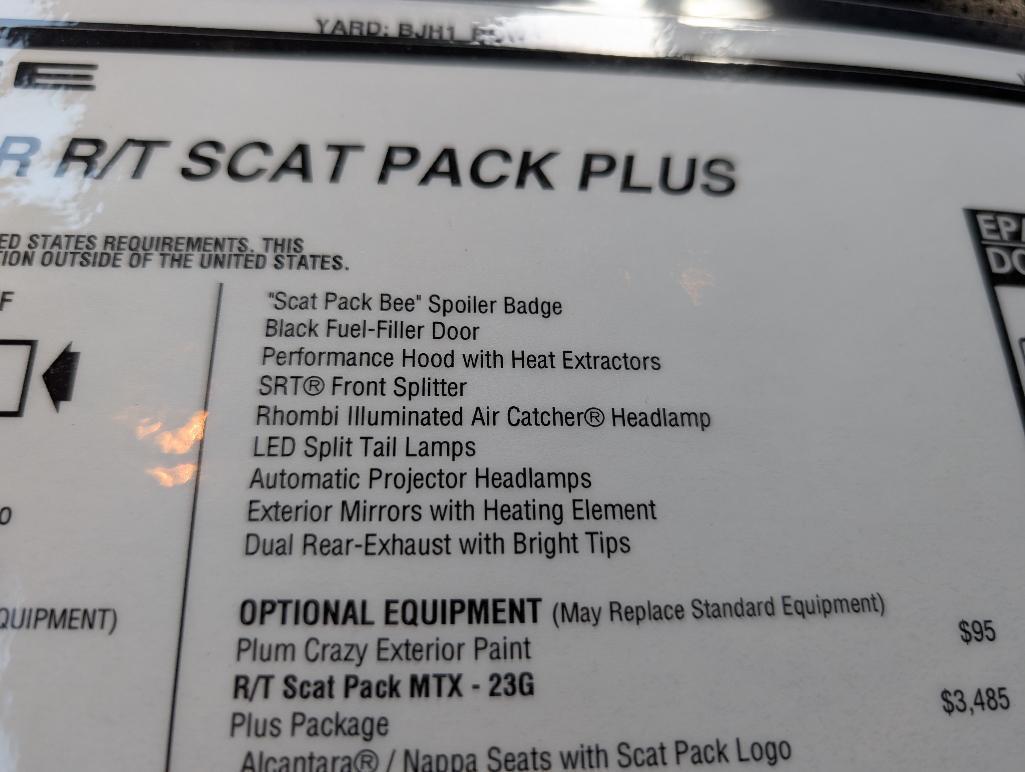 YARD: BJH1
R R/T SCAT PACK PLUS
ED STATES REQUIREMENTS. THIS
ION OUTSIDE OF THE UNITED STATES.
F
"Scat Pack Bee" Spoiler Badge
Black Fuel-Filler Door
Performance Hood with Heat Extractors
SRT® Front Splitter
Rhombi Illuminated Air Catcher® Headlamp
LED Split Tail Lamps
Automatic Projector Headlamps
Exterior Mirrors with Heating Element
Dual Rear-Exhaust with Bright Tips
QUIPMENT)
OPTIONAL EQUIPMENT (May Replace Standard Equipment)
Plum Crazy Exterior Paint $95
R/T Scat Pack MTX - 23G
Plus Package $3,485
Alcantara® / Nappa Seats with Scat Pack Logo
EPA
DO